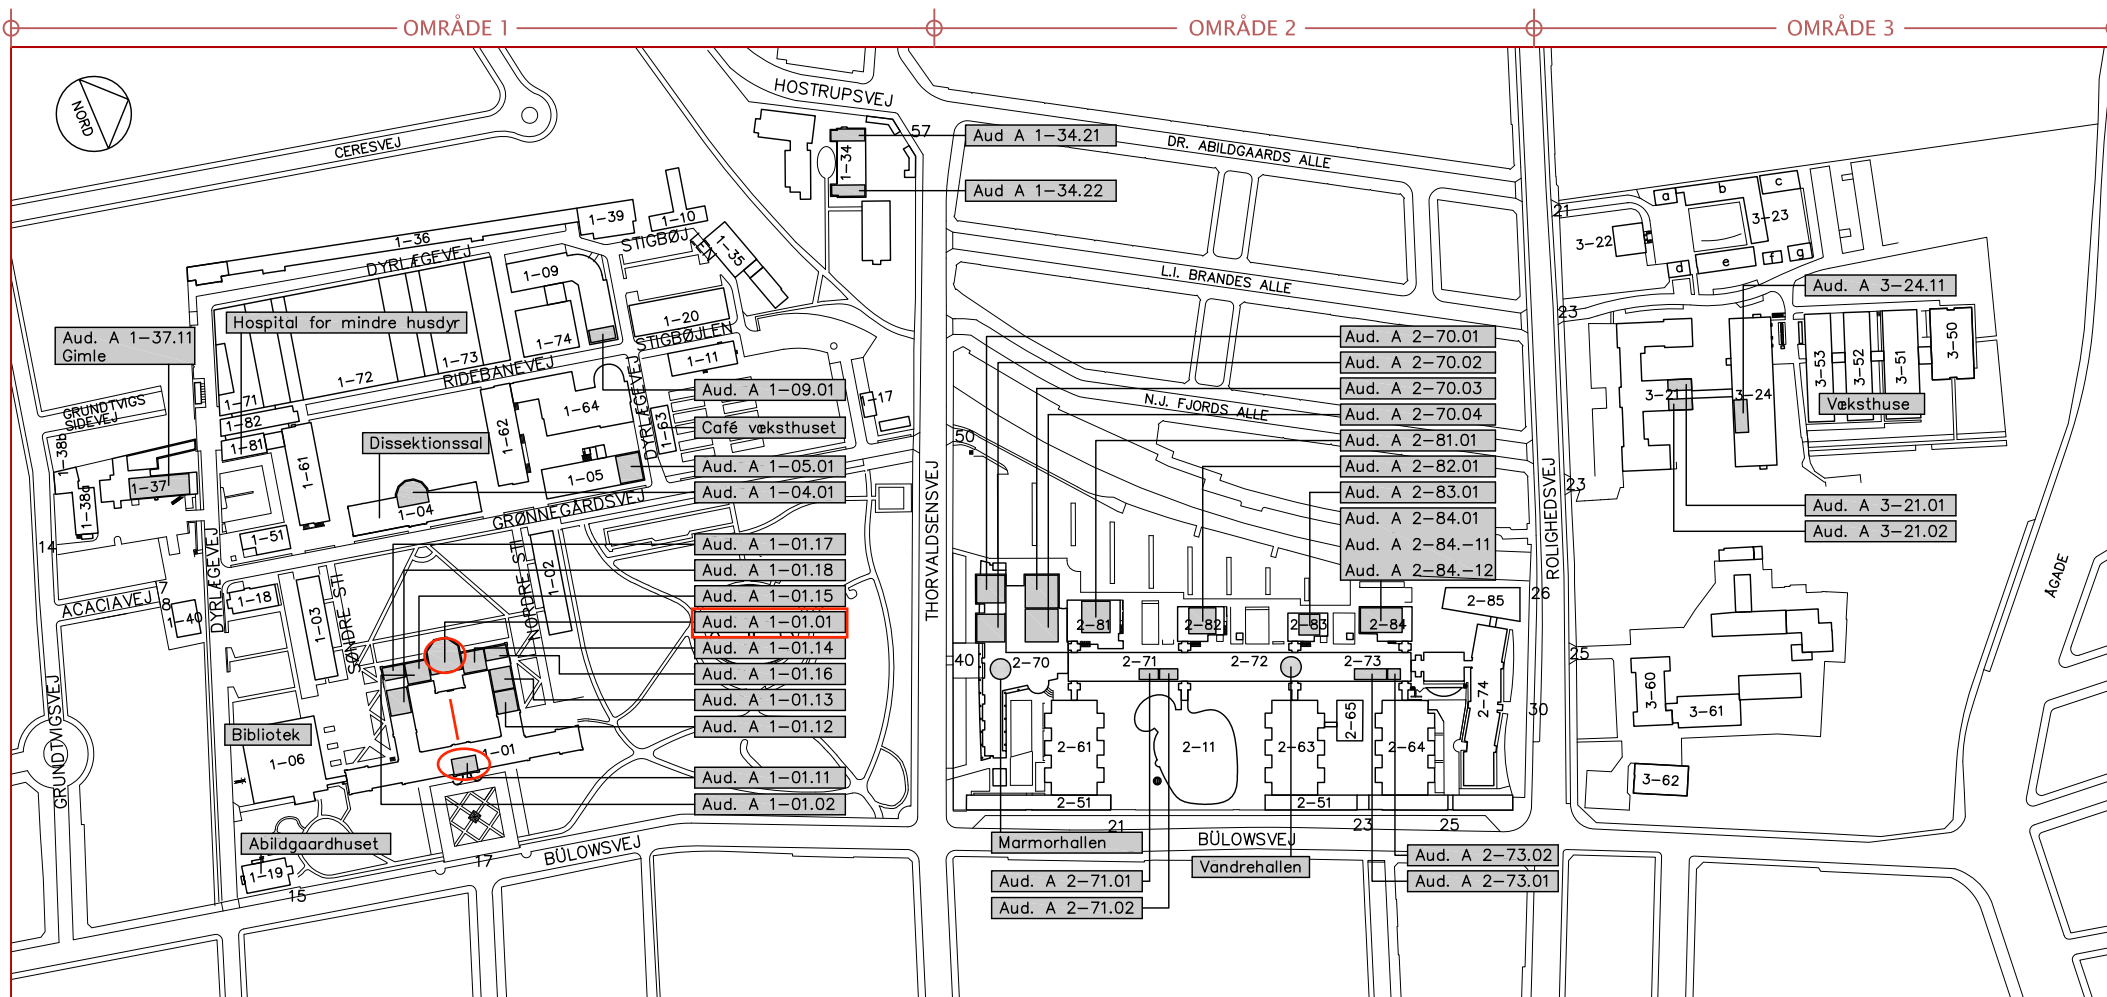 OMRÅDE 1
OMRÅDE 2
OMRÅDE 3
NORD
CERESVEJ
HOSTRUPSVEJ
57
1-34
Aud A 1-34.21
Aud A 1-34.22
DR. ABILDGAARDS ALLE
L.I. BRANDES ALLE
N.J. FJORDS ALLE
1-39
1-10
1-36
DYRLÆGEVEJ
STIGBØJLEN
1-35
1-09
1-20
1-74
STIGBØJLEN
1-11
Hospital for mindre husdyr
Aud. A 1-37.11
Gimle
1-73
1-72
RIDEBANEVEJ
1-71
1-82
1-81
GRUNDTVIGS
SIDEVEJ
1-38b
1-37
1-38a
14
1-61
1-62
1-64
DYRLÆGEVEJ
1-63
1-17
1-05
Dissektionssal
1-04
GRØNNEGÅRDSVEJ
1-51
DYRLÆGEVEJ
ACACIAVEJ
7
8
1-40
1-18
1-03
SØNDRE STI
NORDRE STI
1-02
Aud. A 1-09.01
Café væksthuset
Aud. A 1-05.01
Aud. A 1-04.01
Aud. A 1-01.17
Aud. A 1-01.18
Aud. A 1-01.15
Aud. A 1-01.01
Aud. A 1-01.14
Aud. A 1-01.16
Aud. A 1-01.13
Aud. A 1-01.12
Aud. A 1-01.11
Aud. A 1-01.02
GRUNDTVIGSVEJ
Bibliotek
1-06
1-01
Abildgaardhuset
1-19
15
17
BÜLOWSVEJ
THORVALDSENSVEJ
50
40
Aud. A 2-70.01
Aud. A 2-70.02
Aud. A 2-70.03
Aud. A 2-70.04
Aud. A 2-81.01
Aud. A 2-82.01
Aud. A 2-83.01
Aud. A 2-84.01
Aud. A 2-84.-11
Aud. A 2-84.-12
2-81
2-82
2-83
2-84
2-85
2-70
2-71
2-72
2-73
2-74
2-61
2-11
2-63
2-65
2-64
2-51
2-51
21
23
25
BÜLOWSVEJ
Marmorhallen
Vandrehallen
Aud. A 2-71.01
Aud. A 2-71.02
Aud. A 2-73.02
Aud. A 2-73.01
ROLIGHEDSVEJ
21
23
23
26
25
30
a
b
c
3-23
3-22
d
e
f
g
Aud. A 3-24.11
3-21
3-24
3-53
3-52
3-51
3-50
Væksthuse
Aud. A 3-21.01
Aud. A 3-21.02
3-60
3-61
3-62
ÅGADE